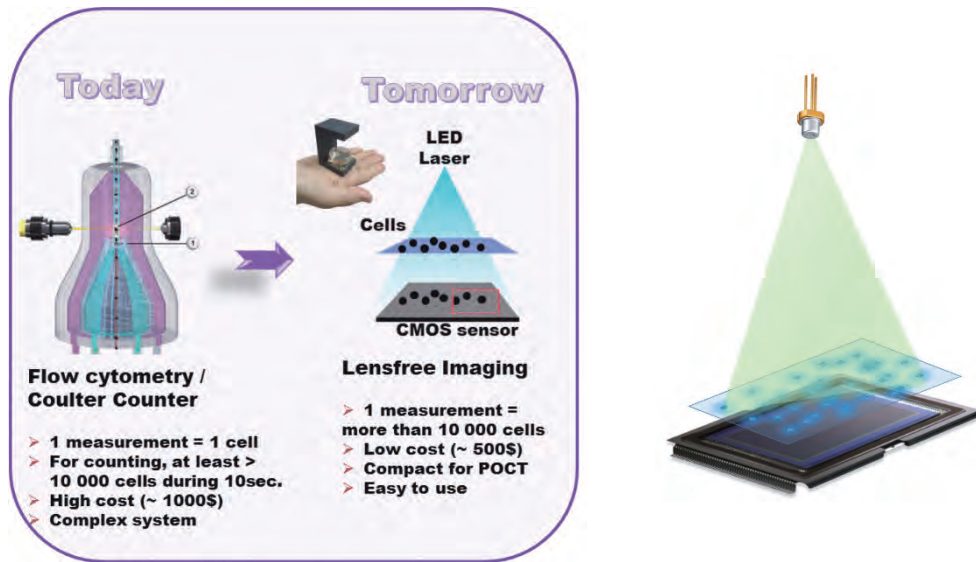 Today
2
1
Flow cytometry /
Coulter Counter
➢ 1 measurement = 1 cell
➢ For counting, at least >
10 000 cells during 10sec.
➢ High cost (~ 1000$)
➢ Complex system
Tomorrow
LED
Laser
Cells
CMOS sensor
Lensfree Imaging
➢ 1 measurement =
more than 10 000 cells
➢ Low cost (~ 500$)
➢ Compact for POCT
➢ Easy to use